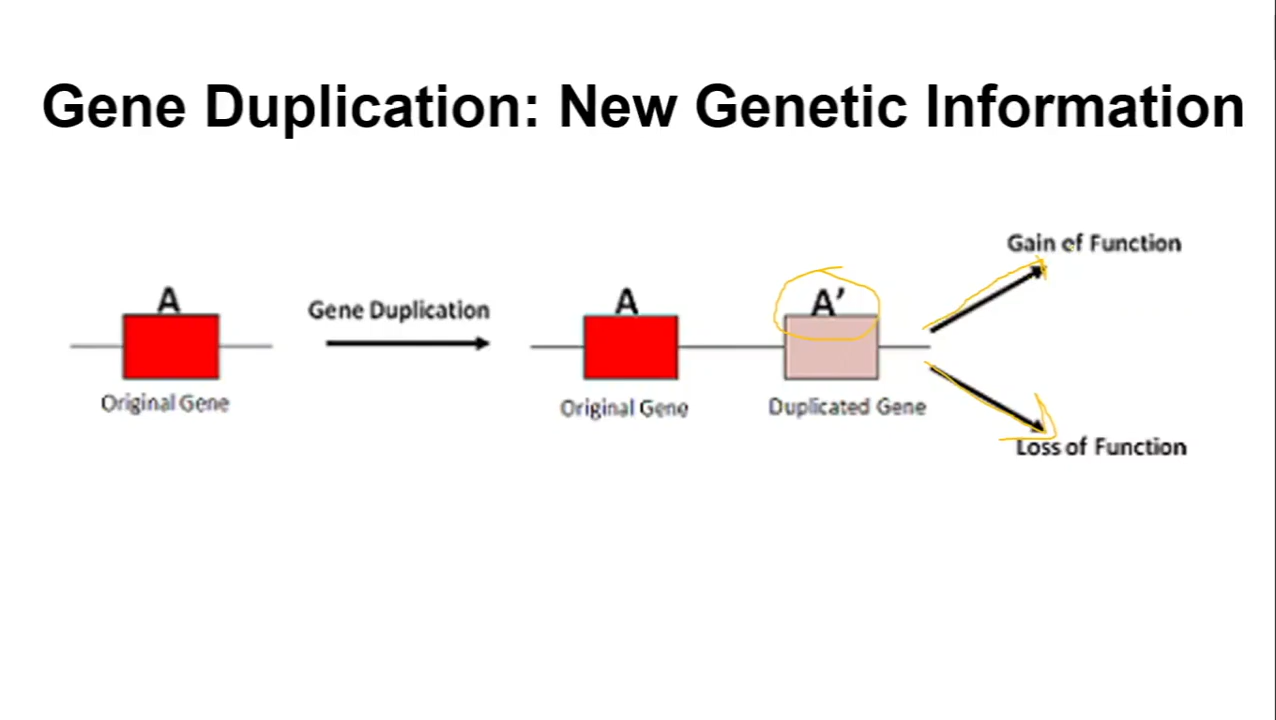 Gene Duplication: New Genetic Information
Gain of Function
A
Gene Duplication
A
A’
Original Gene
Original Gene
Duplicated Gene
Loss of Function